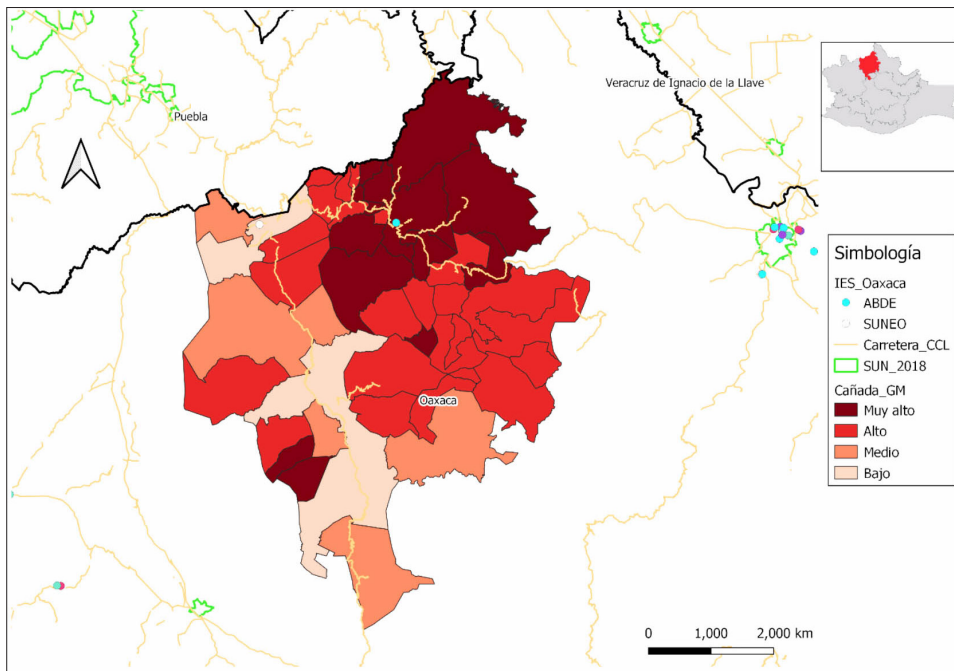 Veracruz de Ignacio de la Llave
Puebla
Oaxaca
Simbología
IES_Oaxaca
ABDE
SUNEO
Carretera_CCL
SUN_2018
Cañada_GM
Muy alto
Alto
Medio
Bajo
0 1,000 2,000 km